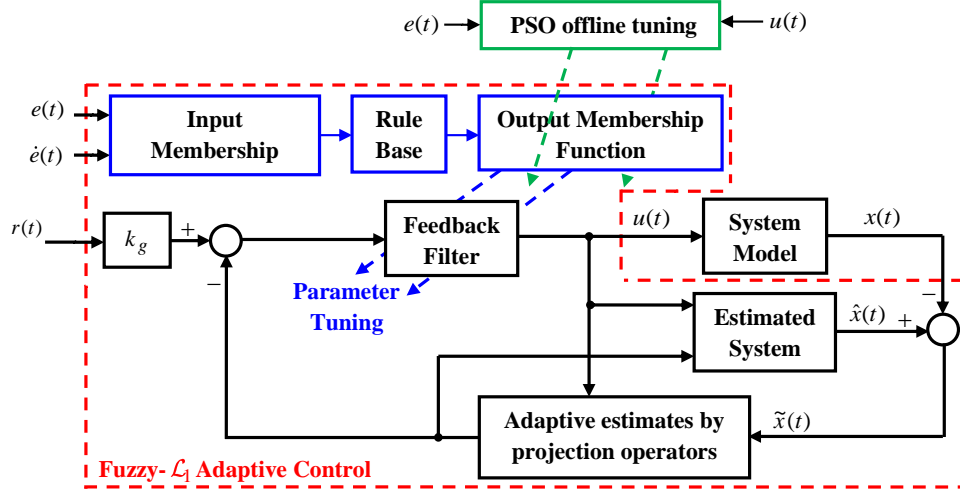 e(t)
PSO offline tuning
u(t)
e(t)
ė(t)
Input
Membership
Rule
Base
Output Membership
Function
r(t)
k_g
+
−
Feedback
Filter
u(t)
System
Model
x(t)
Parameter
Tuning
−
+
Estimated
System
x̂(t)
Adaptive estimates by
projection operators
x̃(t)
Fuzzy- ℒ₁ Adaptive Control